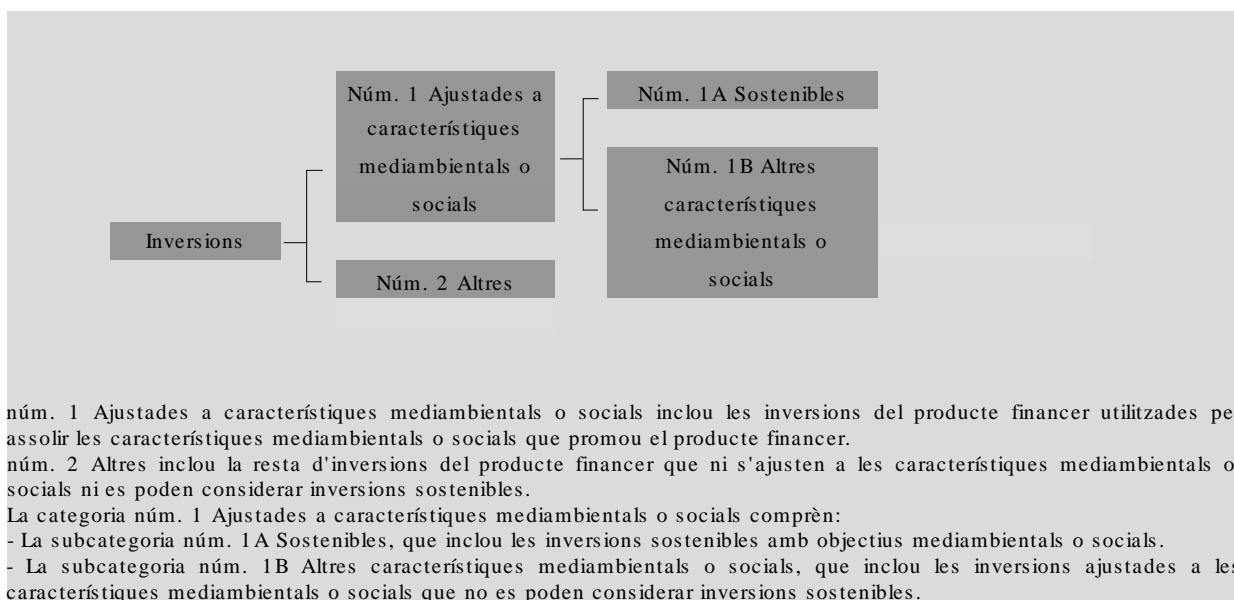 Núm. 1 Ajustades a
característiques
mediambientals o
socials
Núm. 1A Sostenibles
Núm. 1B Altres
característiques
mediambientals o
socials
Inversions
Núm. 2 Altres
núm. 1 Ajustades a característiques mediambientals o socials inclou les inversions del producte financer utilitzades pe
assolir les característiques mediambientals o socials que promou el producte financer.
núm. 2 Altres inclou la resta d'inversions del producte financer que ni s'ajusten a les característiques mediambientals o
socials ni es poden considerar inversions sostenibles.
La categoria núm. 1 Ajustades a característiques mediambientals o socials comprèn:
- La subcategoria núm. 1A Sostenibles, que inclou les inversions sostenibles amb objectius mediambientals o socials.
- La subcategoria núm. 1B Altres característiques mediambientals o socials, que inclou les inversions ajustades a les
característiques mediambientals o socials que no es poden considerar inversions sostenibles.